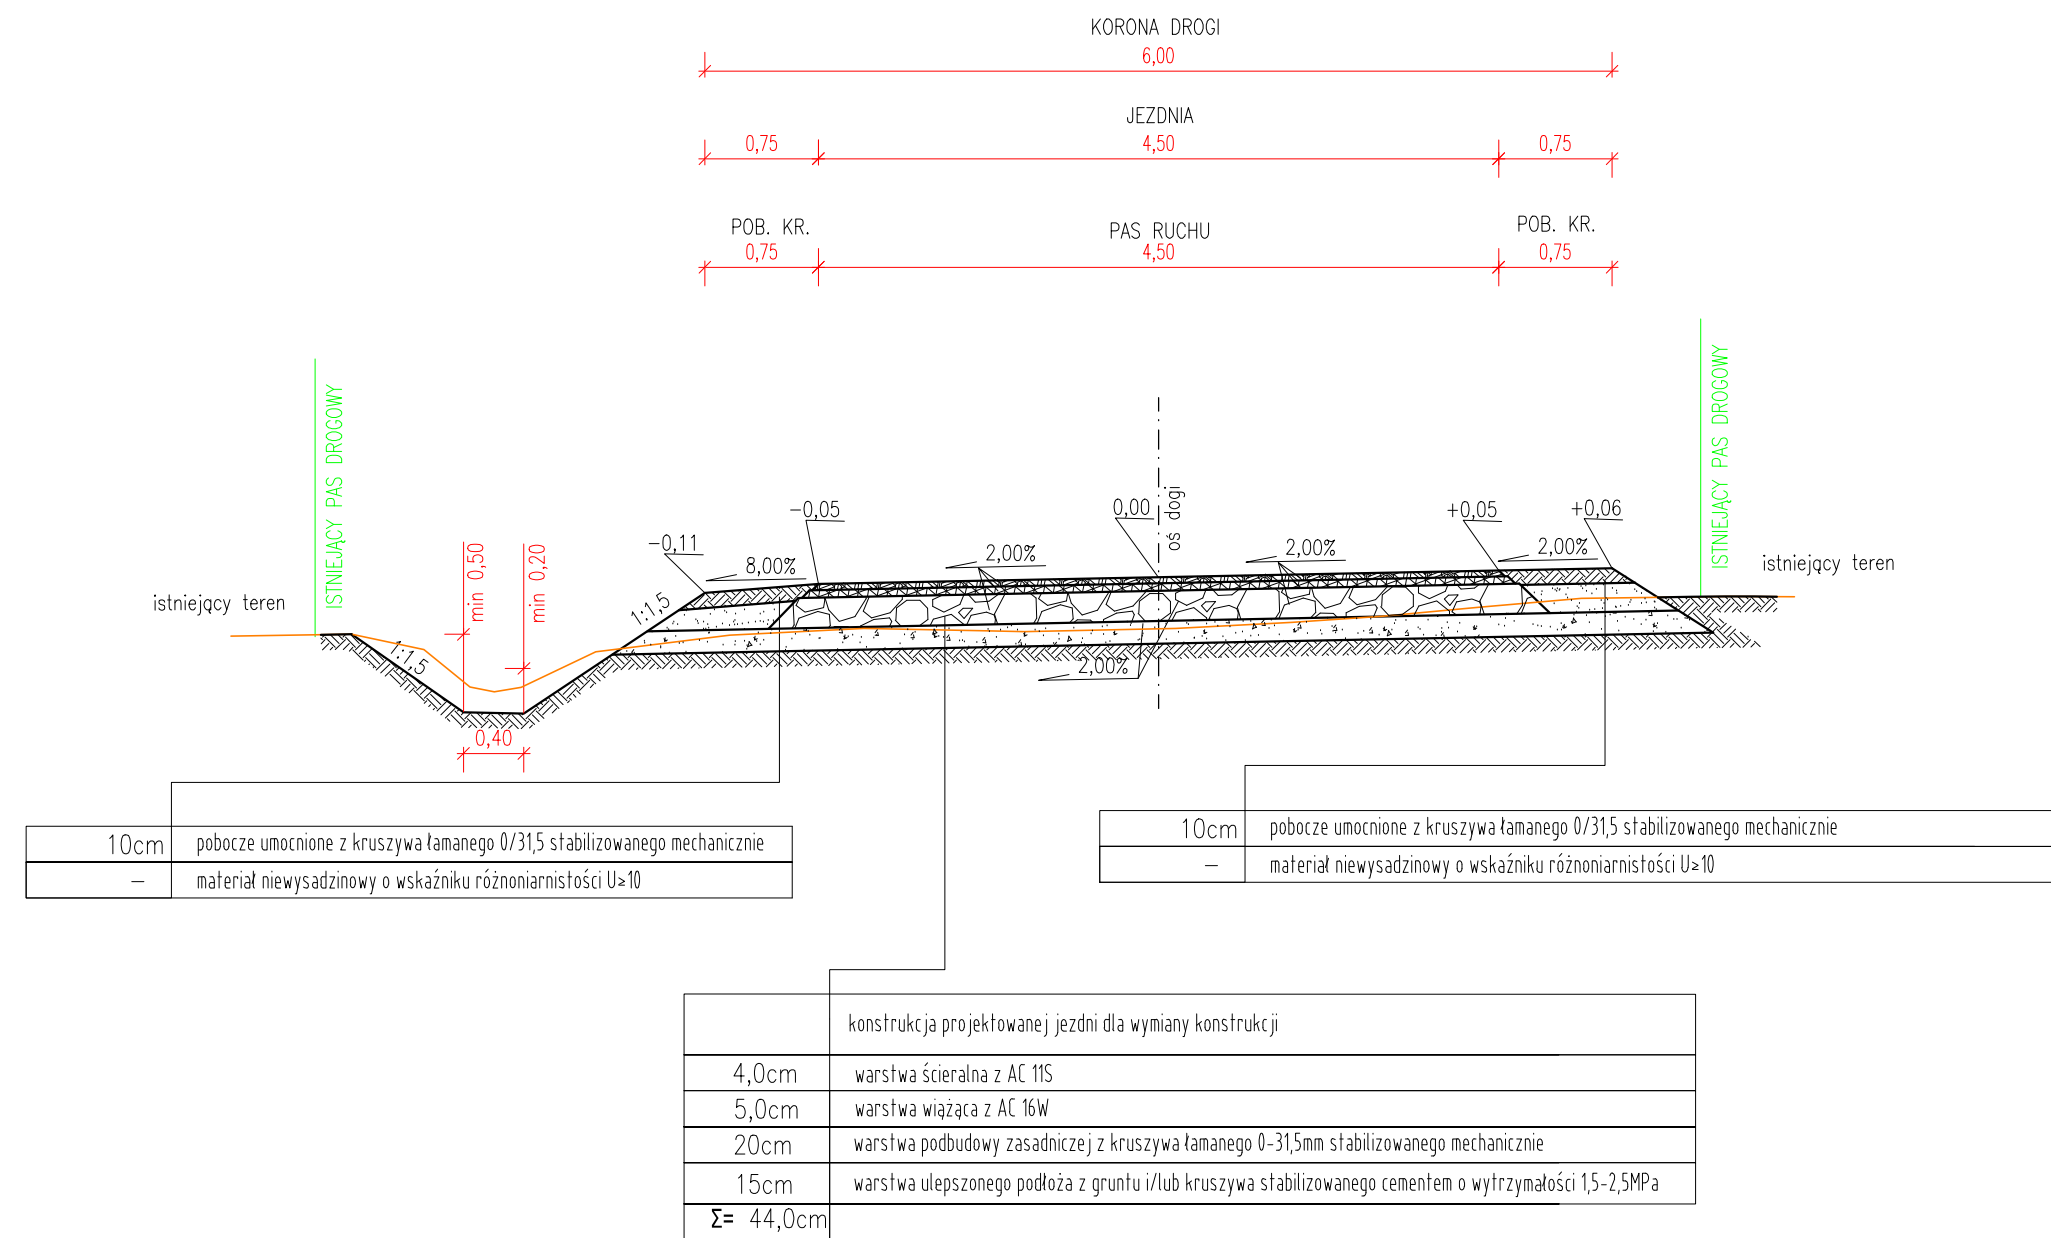 KORONA DROGI
6,00
JEZDNIA
0,75
4,50
0,75
POB. KR.
PAS RUCHU
POB. KR.
0,75
4,50
0,75
ISTNIEJĄCY PAS DROGOWY
ISTNIEJĄCY PAS DROGOWY
istniejący teren
istniejący teren
min 0,50
min 0,20
1:1,5
1:1,5
-0,11
8,00%
-0,05
2,00%
0,00
oś dogi
2,00%
+0,05
2,00%
+0,06
2,00%
0,40
10cm pobocze umocnione z kruszywa łamanego 0/31,5 stabilizowanego mechanicznie
- materiał niewysadzinowy o wskaźniku różnoniarnistości U≥10
10cm pobocze umocnione z kruszywa łamanego 0/31,5 stabilizowanego mechanicznie
- materiał niewysadzinowy o wskaźniku różnoniarnistości U≥10
konstrukcja projektowanej jezdni dla wymiany konstrukcji
4,0cm warstwa ścieralna z AC 11S
5,0cm warstwa wiążąca z AC 16W
20cm warstwa podbudowy zasadniczej z kruszywa łamanego 0-31,5mm stabilizowanego mechanicznie
15cm warstwa ulepszonego podłoża z gruntu i/lub kruszywa stabilizowanego cementem o wytrzymałości 1,5-2,5MPa
Σ= 44,0cm